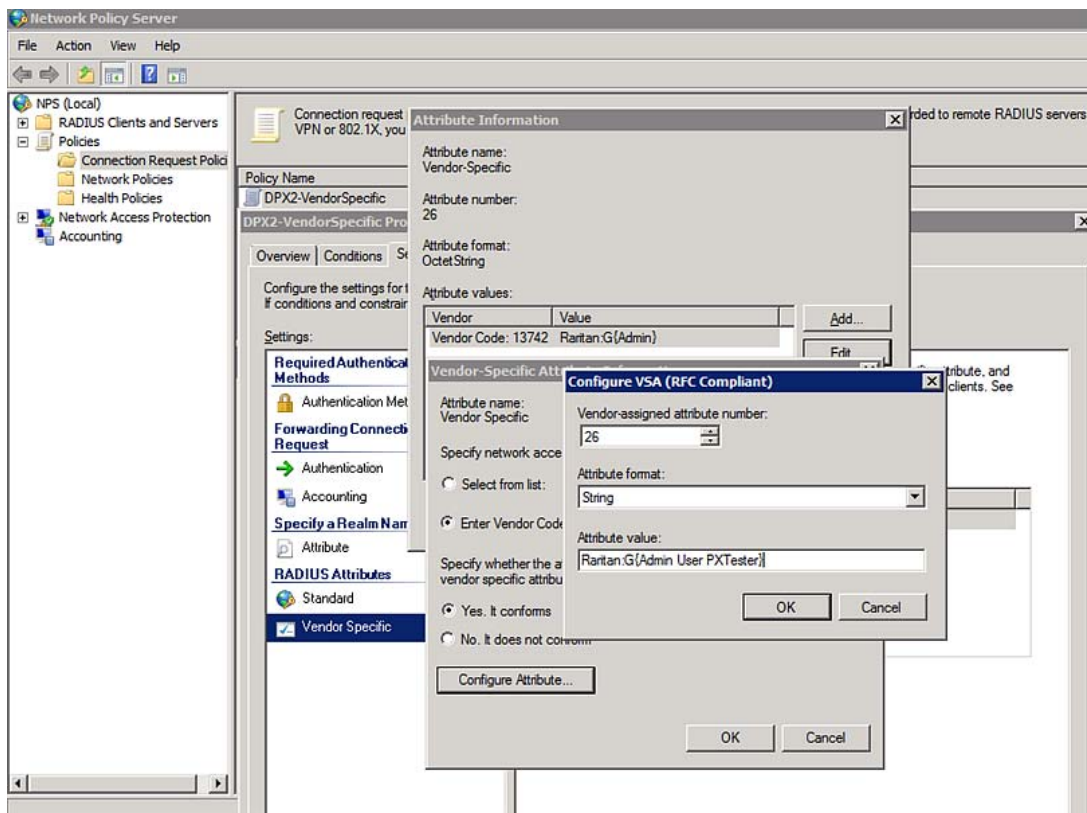 Network Policy Server
File Action View Help
NPS (Local)
RADIUS Clients and Servers
Policies
Connection Request Polici
Network Policies
Health Policies
Network Access Protection
Accounting
Connection request
VPN or 802.1X, you
rded to remote RADIUS servers
Policy Name
DPX2-VendorSpecific
DPX2-VendorSpecific Pro
Overview Conditions Se
Configure the settings for t
If conditions and constrain
Settings:
Required Authenticat
Methods
Authentication Met
Forwarding Connecti
Request
Authentication
Accounting
Specify a Realm Nam
Attribute
RADIUS Attributes
Standard
Vendor Specific
Attribute Information
Attribute name:
Vendor-Specific
Attribute number:
26
Attribute format:
OctetString
Attribute values:
Vendor Value
Vendor Code: 13742 Raritan:G{Admin}
Add...
Edit
tribute, and
clients. See
Vendor-Specific Att
Attribute name:
Vendor Specific
Specify network acce
Select from list:
Enter Vendor Code
Specify whether the a
vendor specific attribu
Yes. It conforms
No. It does not conform
Configure Attribute...
OK Cancel
Configure VSA (RFC Compliant)
Vendor-assigned attribute number:
26
Attribute format:
String
Attribute value:
Raritan:G{Admin User PXTester}
OK Cancel